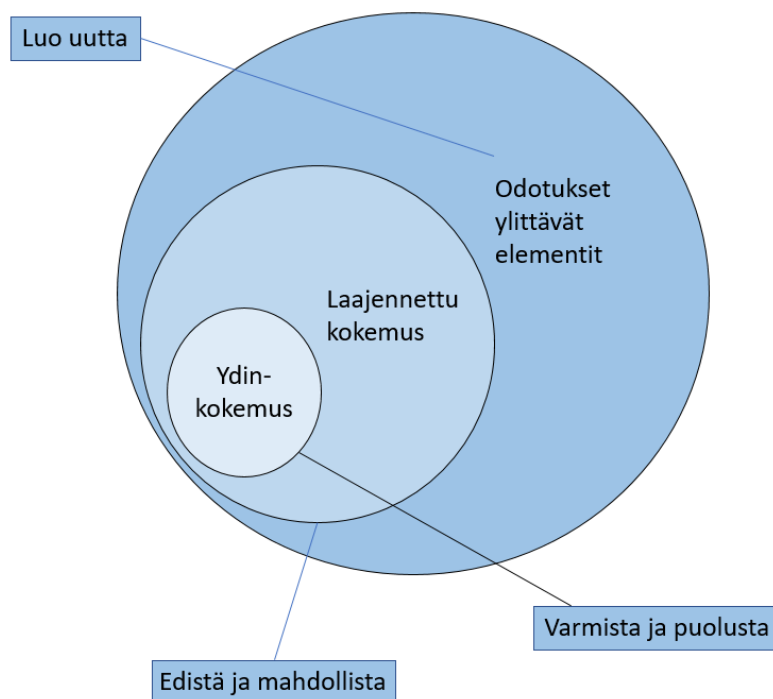 Luo uutta
Odotukset
ylittävät
elementit
Laajennettu
kokemus
Ydin-
kokemus
Varmista ja puolusta
Edistä ja mahdollista